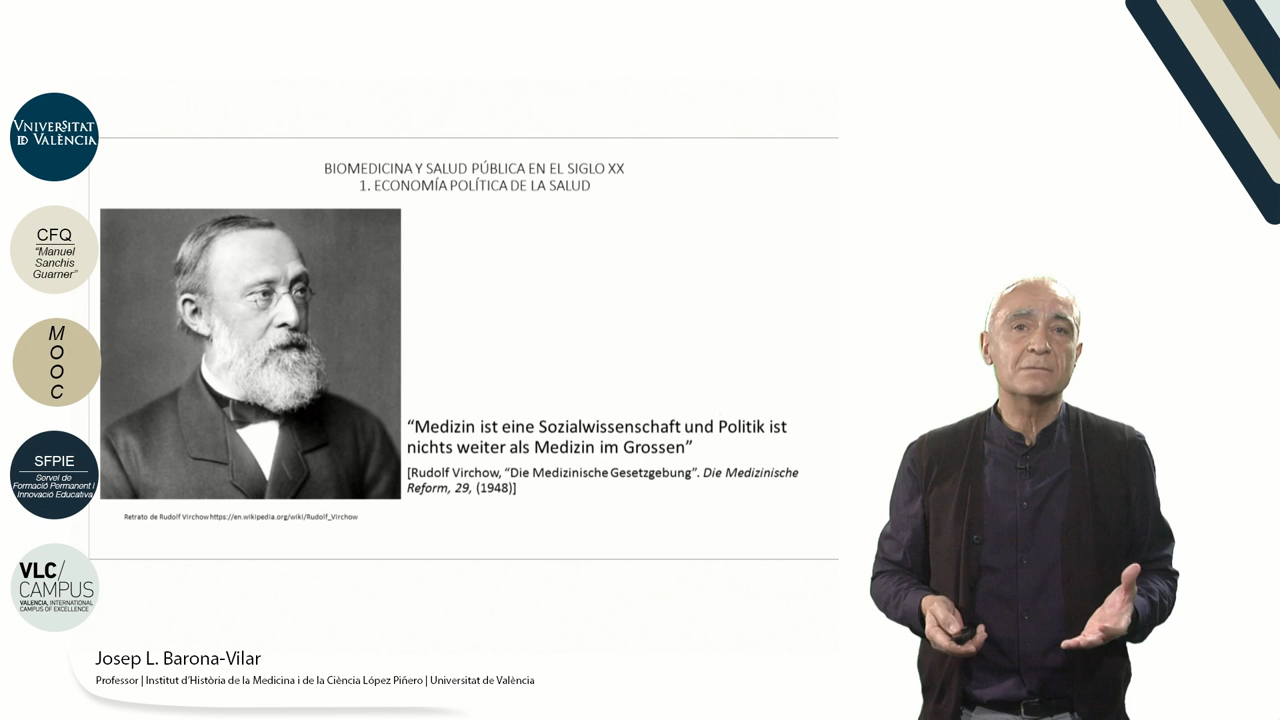 VNIVERSITAT
ID VALÈNCIA
CFQ
"Manuel
Sanchis
Guarner"
M
O
O
C
SFPIE
Servei de
Formació Permanent i
Innovació Educativa
VLC/
CAMPUS
VALENCIA, INTERNATIONAL
CAMPUS OF EXCELLENCE
BIOMEDICINA Y SALUD PÚBLICA EN EL SIGLO XX
1. ECONOMÍA POLÍTICA DE LA SALUD
“Medizin ist eine Sozialwissenschaft und Politik ist
nichts weiter als Medizin im Grossen”
[Rudolf Virchow, “Die Medizinische Gesetzgebung”. Die Medizinische
Reform, 29, (1948)]
Retrato de Rudolf Virchow https://en.wikipedia.org/wiki/Rudolf_Virchow
Josep L. Barona-Vilar
Professor | Institut d’Història de la Medicina i de la Ciència López Piñero | Universitat de València